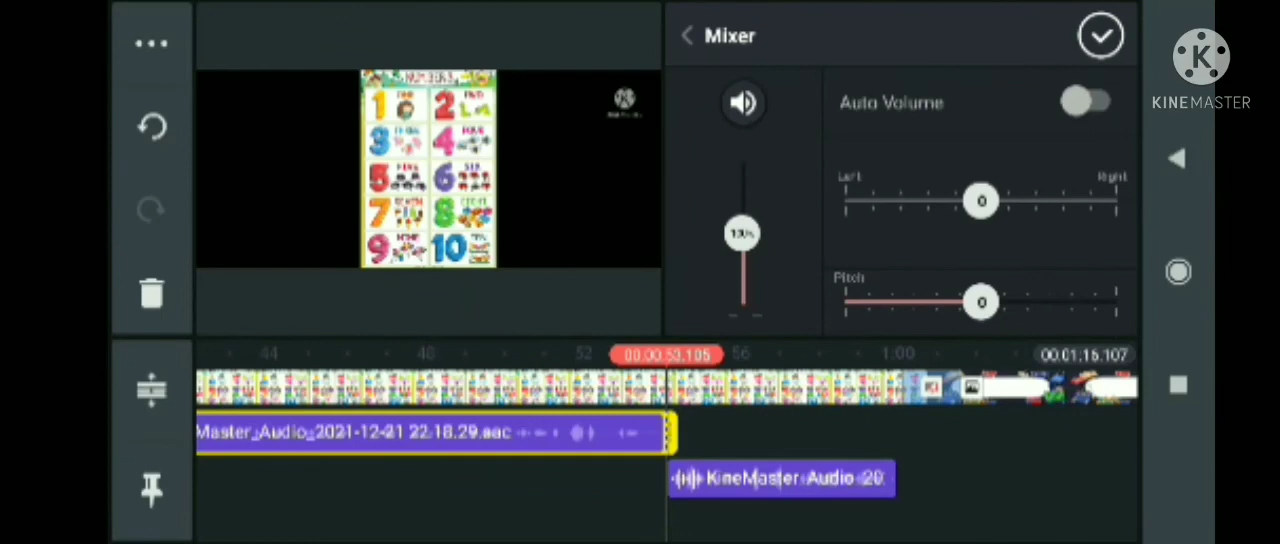 Mixer
Auto Volume
KINEMASTER
Left
Right
0
100%
Pitch
0
NUMBERS
1
2
3
4
5
6
7
8
9
10
44
48
52
00:00:53.105
56
1:00
00:01:16.107
Master_Audio_2021-12-21 22.18.29.aac
KineMaster Audio 20